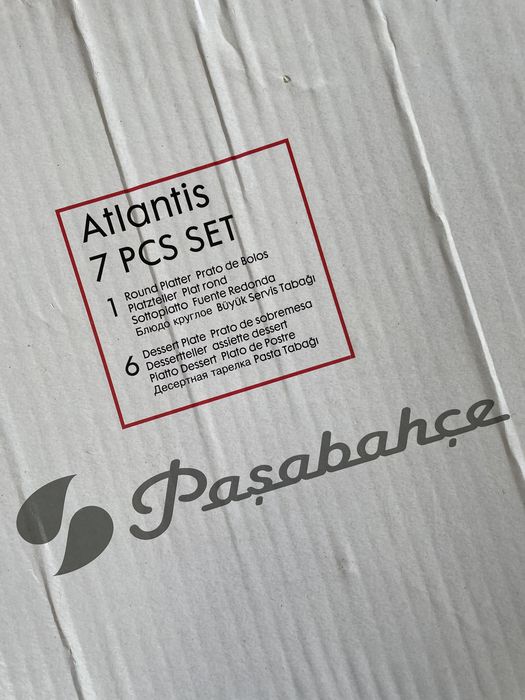 Atlantis
7 PCS SET
1 Round Platter Prato de Bolos
Platzteller Plat rond
Sottopiatto Fuente Redonda
Блюдо круглое Büyük Servis Tabağı
6 Dessert Plate Prato de sobremesa
Dessertteller assiette dessert
Piatto Dessert Plato de Postre
Десертная тарелка Pasta Tabağı
Paşabahçe